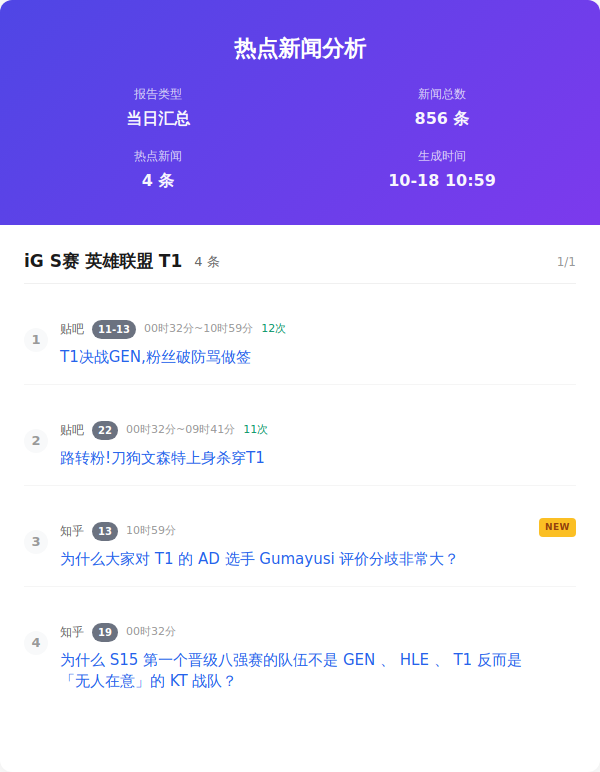 热点新闻分析
报告类型
当日汇总
新闻总数
856 条
热点新闻
4 条
生成时间
10-18 10:59
iG S赛 英雄联盟 T1 4 条 1/1
1
贴吧 11-13 00时32分~10时59分 12次
T1决战GEN,粉丝破防骂做签
2
贴吧 22 00时32分~09时41分 11次
路转粉!刀狗文森特上身杀穿T1
3
知乎 13 10时59分 NEW
为什么大家对 T1 的 AD 选手 Gumayusi 评价分歧非常大？
4
知乎 19 00时32分
为什么 S15 第一个晋级八强赛的队伍不是 GEN 、 HLE 、 T1 反而是
「无人在意」的 KT 战队？